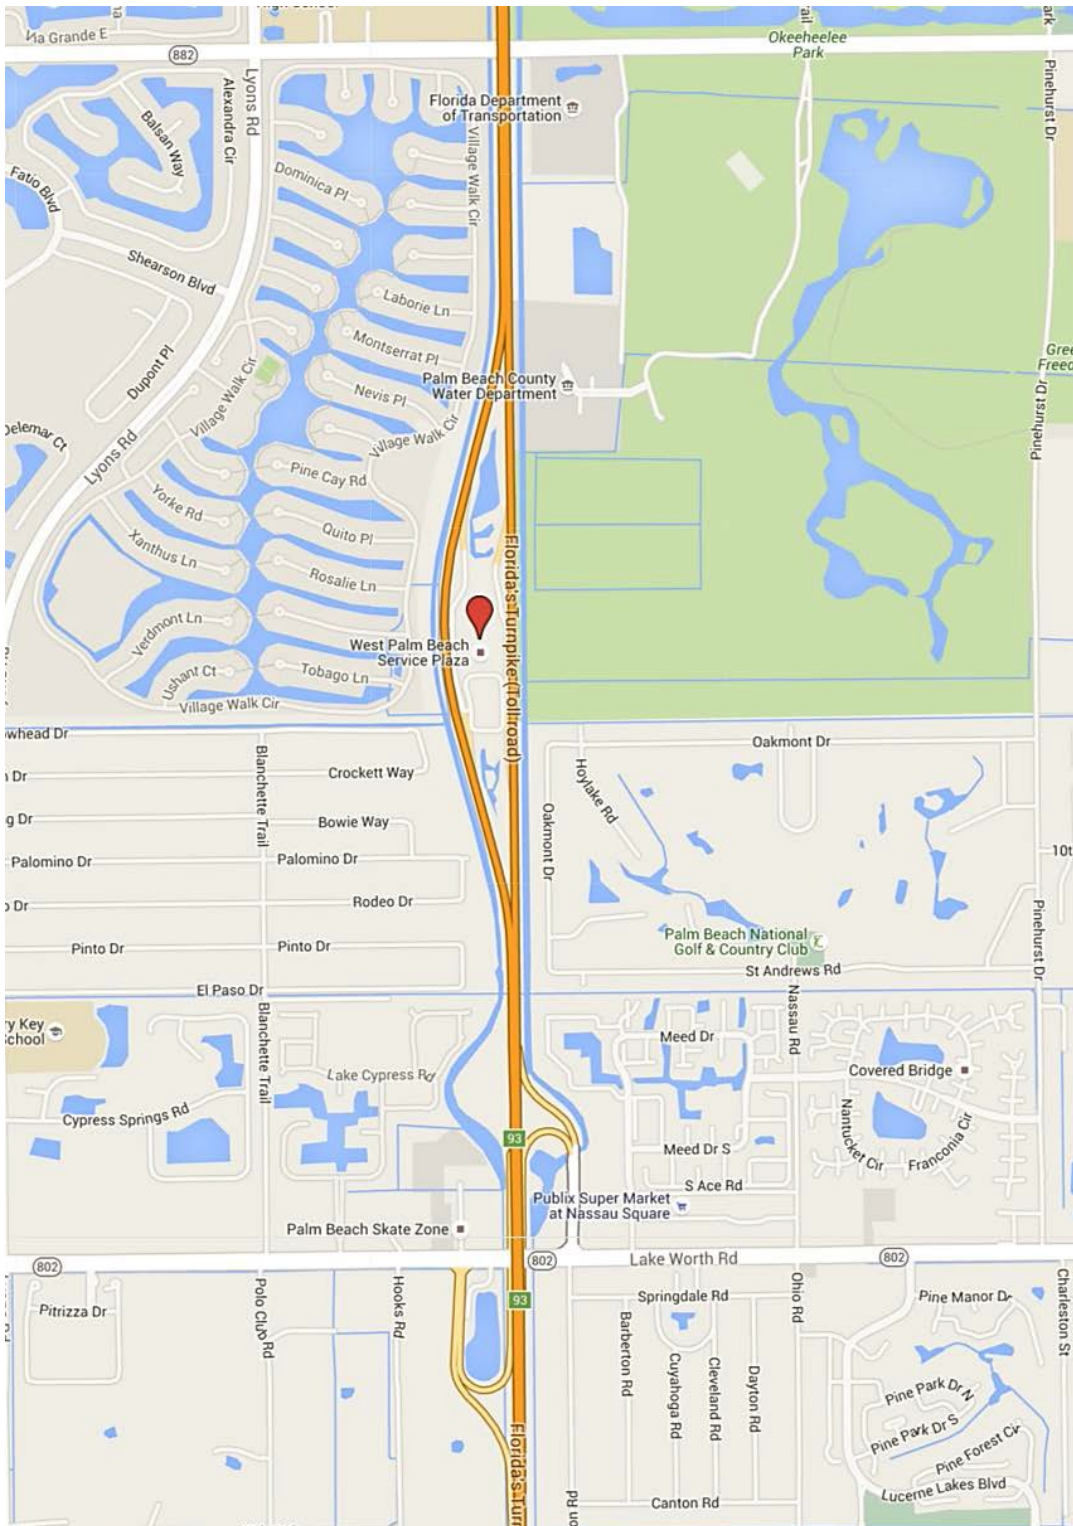 Via Grande E
882
Lyons Rd
Alexandra Cir
Balsan Way
Fatio Blvd
Shearson Blvd
Dupont Pl
Lyons Rd
Dominica Pl
Village Walk Cir
Florida Department
of Transportation
Okeeheelee
Park
Pinehurst Dr
Laborie Ln
Montserrat Pl
Nevis Pl
Village Walk Cir
Village Walk Cir
Palm Beach County
Water Department
Pinehurst Dr
Pine Cay Rd
Yorke Rd
Quito Pl
Xanthus Ln
Rosalie Ln
Verdmont Ln
Ushant Ct
Tobago Ln
Village Walk Cir
West Palm Beach
Service Plaza
Florida's Turnpike (Toll road)
owhead Dr
Blanchette Trail
Crockett Way
Bowie Way
g Dr
Palomino Dr
Palomino Dr
Rodeo Dr
o Dr
Pinto Dr
Pinto Dr
El Paso Dr
Oakmont Dr
Hoylake Rd
Oakmont Dr
10t
Palm Beach National
Golf & Country Club
St Andrews Rd
Pinehurst Dr
Nassau Rd
ry Key
School
Blanchette Trail
Lake Cypress Rd
Cypress Springs Rd
Meed Dr
Covered Bridge
Nantucket Cir
Franconia Cir
93
Meed Dr S
S Ace Rd
Publix Super Market
at Nassau Square
Palm Beach Skate Zone
802
802
Lake Worth Rd
802
Pitrizza Dr
Polo Club Rd
Hooks Rd
93
Springdale Rd
Barberton Rd
Cuyahoga Rd
Cleveland Rd
Dayton Rd
Ohio Rd
Pine Manor Dr
Charleston St
Pine Park Dr N
Pine Park Dr S
Pine Forest Cir
Lucerne Lakes Blvd
Florida's Turn
on Rd
Canton Rd